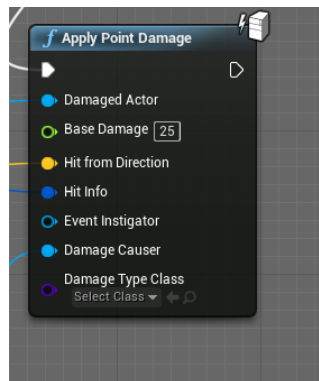 f Apply Point Damage
Damaged Actor
Base Damage 25
Hit from Direction
Hit Info
Event Instigator
Damage Causer
Damage Type Class
Select Class